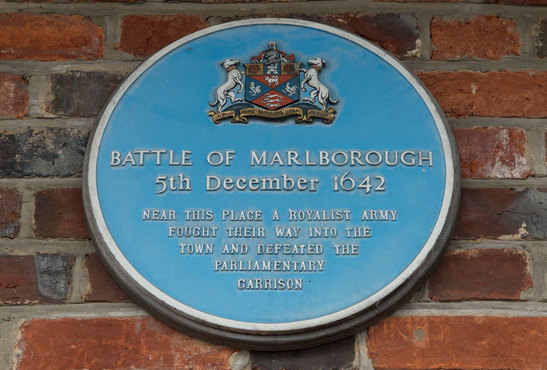 BATTLE OF MARLBOROUGH
5th December 1642
NEAR THIS PLACE A ROYALIST ARMY
FOUGHT THEIR WAY INTO THE
TOWN AND DEFEATED THE
PARLIAMENTARY
GARRISON